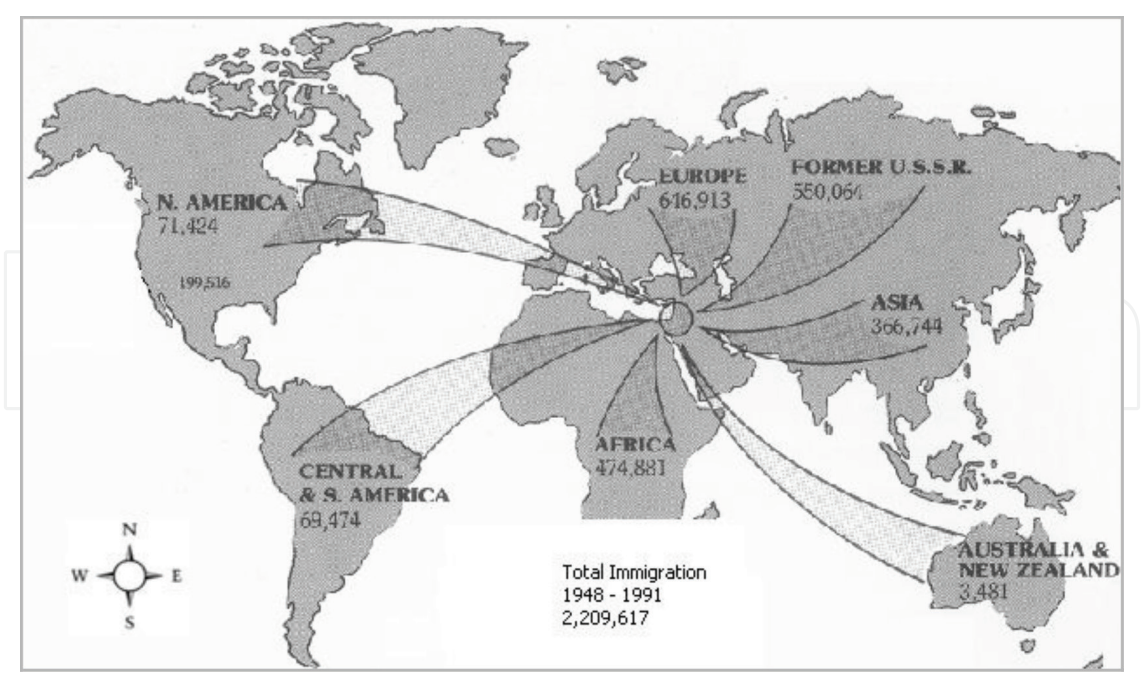 N. AMERICA
71,424
199,516
EUROPE
646,913
FORMER U.S.S.R.
550,064
ASIA
366,744
AFRICA
474,881
CENTRAL
& S. AMERICA
69,474
AUSTRALIA &
NEW ZEALAND
3,481
N
W E
S
Total Immigration
1948 - 1991
2,209,617